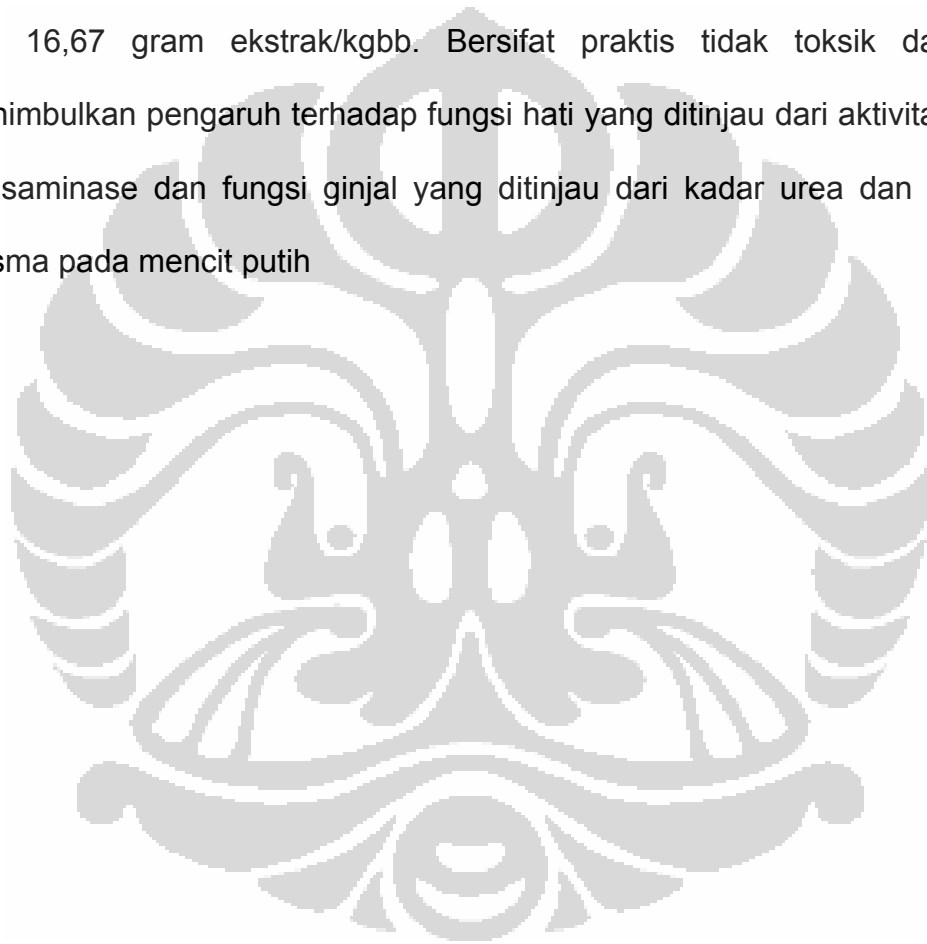 16,67 gram ekstrak/kgbb. Bersifat praktis tidak toksik da
nimbulkan pengaruh terhadap fungsi hati yang ditinjau dari aktivita
saminase dan fungsi ginjal yang ditinjau dari kadar urea dan
sma pada mencit putih